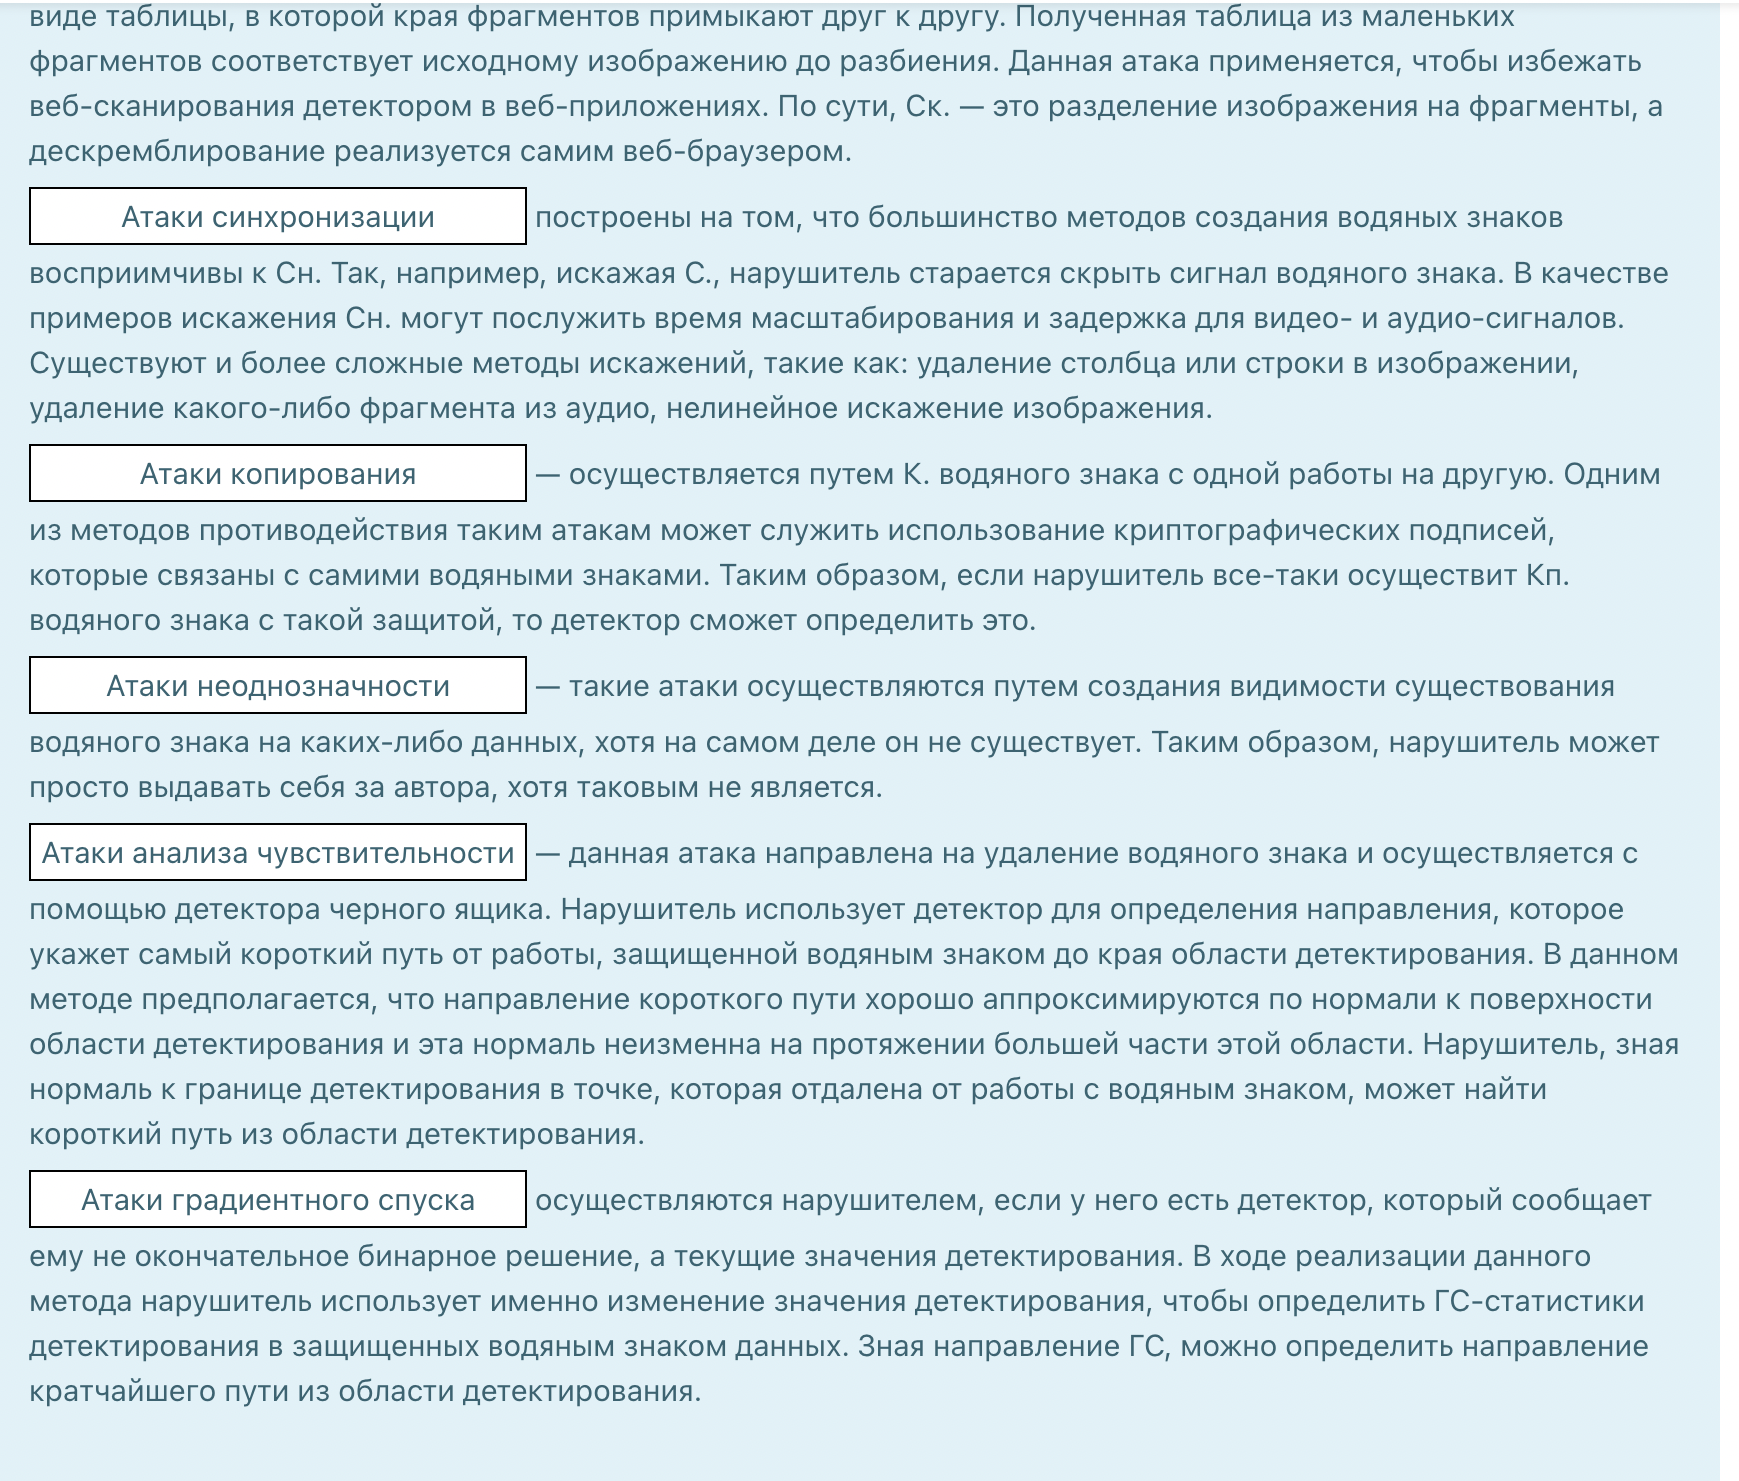 виде таблицы, в которой края фрагментов примыкают друг к другу. Полученная таблица из маленьких
фрагментов соответствует исходному изображению до разбиения. Данная атака применяется, чтобы избежать
веб-сканирования детектором в веб-приложениях. По сути, Ск. — это разделение изображения на фрагменты, а
дескремблирование реализуется самим веб-браузером.
Атаки синхронизации построены на том, что большинство методов создания водяных знаков
восприимчивы к Сн. Так, например, искажая С., нарушитель старается скрыть сигнал водяного знака. В качестве
примеров искажения Сн. могут послужить время масштабирования и задержка для видео- и аудио-сигналов.
Существуют и более сложные методы искажений, такие как: удаление столбца или строки в изображении,
удаление какого-либо фрагмента из аудио, нелинейное искажение изображения.
Атаки копирования — осуществляется путем К. водяного знака с одной работы на другую. Одним
из методов противодействия таким атакам может служить использование криптографических подписей,
которые связаны с самими водяными знаками. Таким образом, если нарушитель все-таки осуществит Кп.
водяного знака с такой защитой, то детектор сможет определить это.
Атаки неоднозначности — такие атаки осуществляются путем создания видимости существования
водяного знака на каких-либо данных, хотя на самом деле он не существует. Таким образом, нарушитель может
просто выдавать себя за автора, хотя таковым не является.
Атаки анализа чувствительности — данная атака направлена на удаление водяного знака и осуществляется с
помощью детектора черного ящика. Нарушитель использует детектор для определения направления, которое
укажет самый короткий путь от работы, защищенной водяным знаком до края области детектирования. В данном
методе предполагается, что направление короткого пути хорошо аппроксимируются по нормали к поверхности
области детектирования и эта нормаль неизменна на протяжении большей части этой области. Нарушитель, зная
нормаль к границе детектирования в точке, которая отдалена от работы с водяным знаком, может найти
короткий путь из области детектирования.
Атаки градиентного спуска осуществляются нарушителем, если у него есть детектор, который сообщает
ему не окончательное бинарное решение, а текущие значения детектирования. В ходе реализации данного
метода нарушитель использует именно изменение значения детектирования, чтобы определить ГС-статистики
детектирования в защищенных водяным знаком данных. Зная направление ГС, можно определить направление
кратчайшего пути из области детектирования.